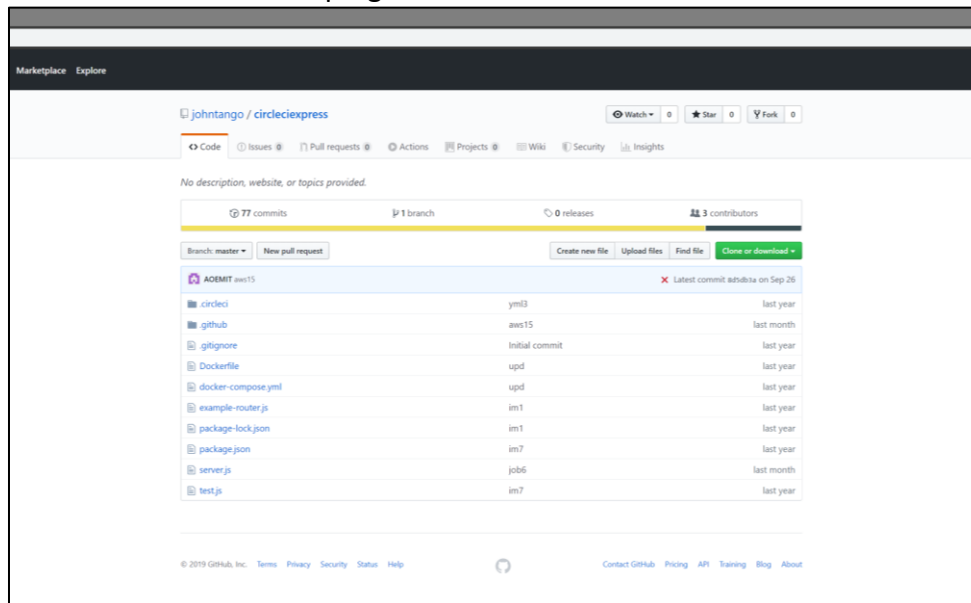 Marketplace Explore
johntango / circleciexpress
Watch 0 Star 0 Fork 0
Code Issues 0 Pull requests 0 Actions Projects 0 Wiki Security Insights
No description, website, or topics provided.
77 commits 1 branch 0 releases 3 contributors
Branch: master New pull request Create new file Upload files Find file Clone or download
AOEMIT aws15 Latest commit on Sep 26
.circleci yml3 last year
.github aws15 last month
.gitignore Initial commit last year
Dockerfile upd last year
docker-compose.yml upd last year
example-router.js im1 last year
package-lock.json im1 last year
package.json im7 last year
server.js job6 last month
test.js im7 last year
© 2019 GitHub, Inc. Terms Privacy Security Status Help Contact GitHub Pricing API Training Blog About